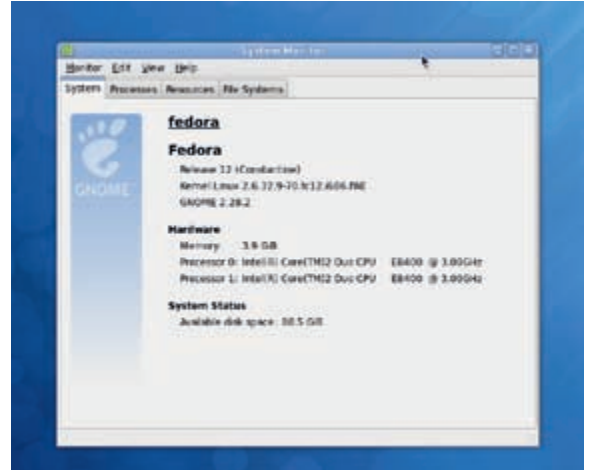 System Monitor
Monitor Edit View Help
System Processes Resources File Systems
GNOME
fedora
Fedora
Release 12 (Constantine)
Kernel Linux 2.6.32.9-70.fc12.i686.PAE
GNOME 2.28.2
Hardware
Memory: 3.9 GiB
Processor 0: Intel(R) Core(TM)2 Duo CPU E8400 @ 3.00GHz
Processor 1: Intel(R) Core(TM)2 Duo CPU E8400 @ 3.00GHz
System Status
Available disk space: